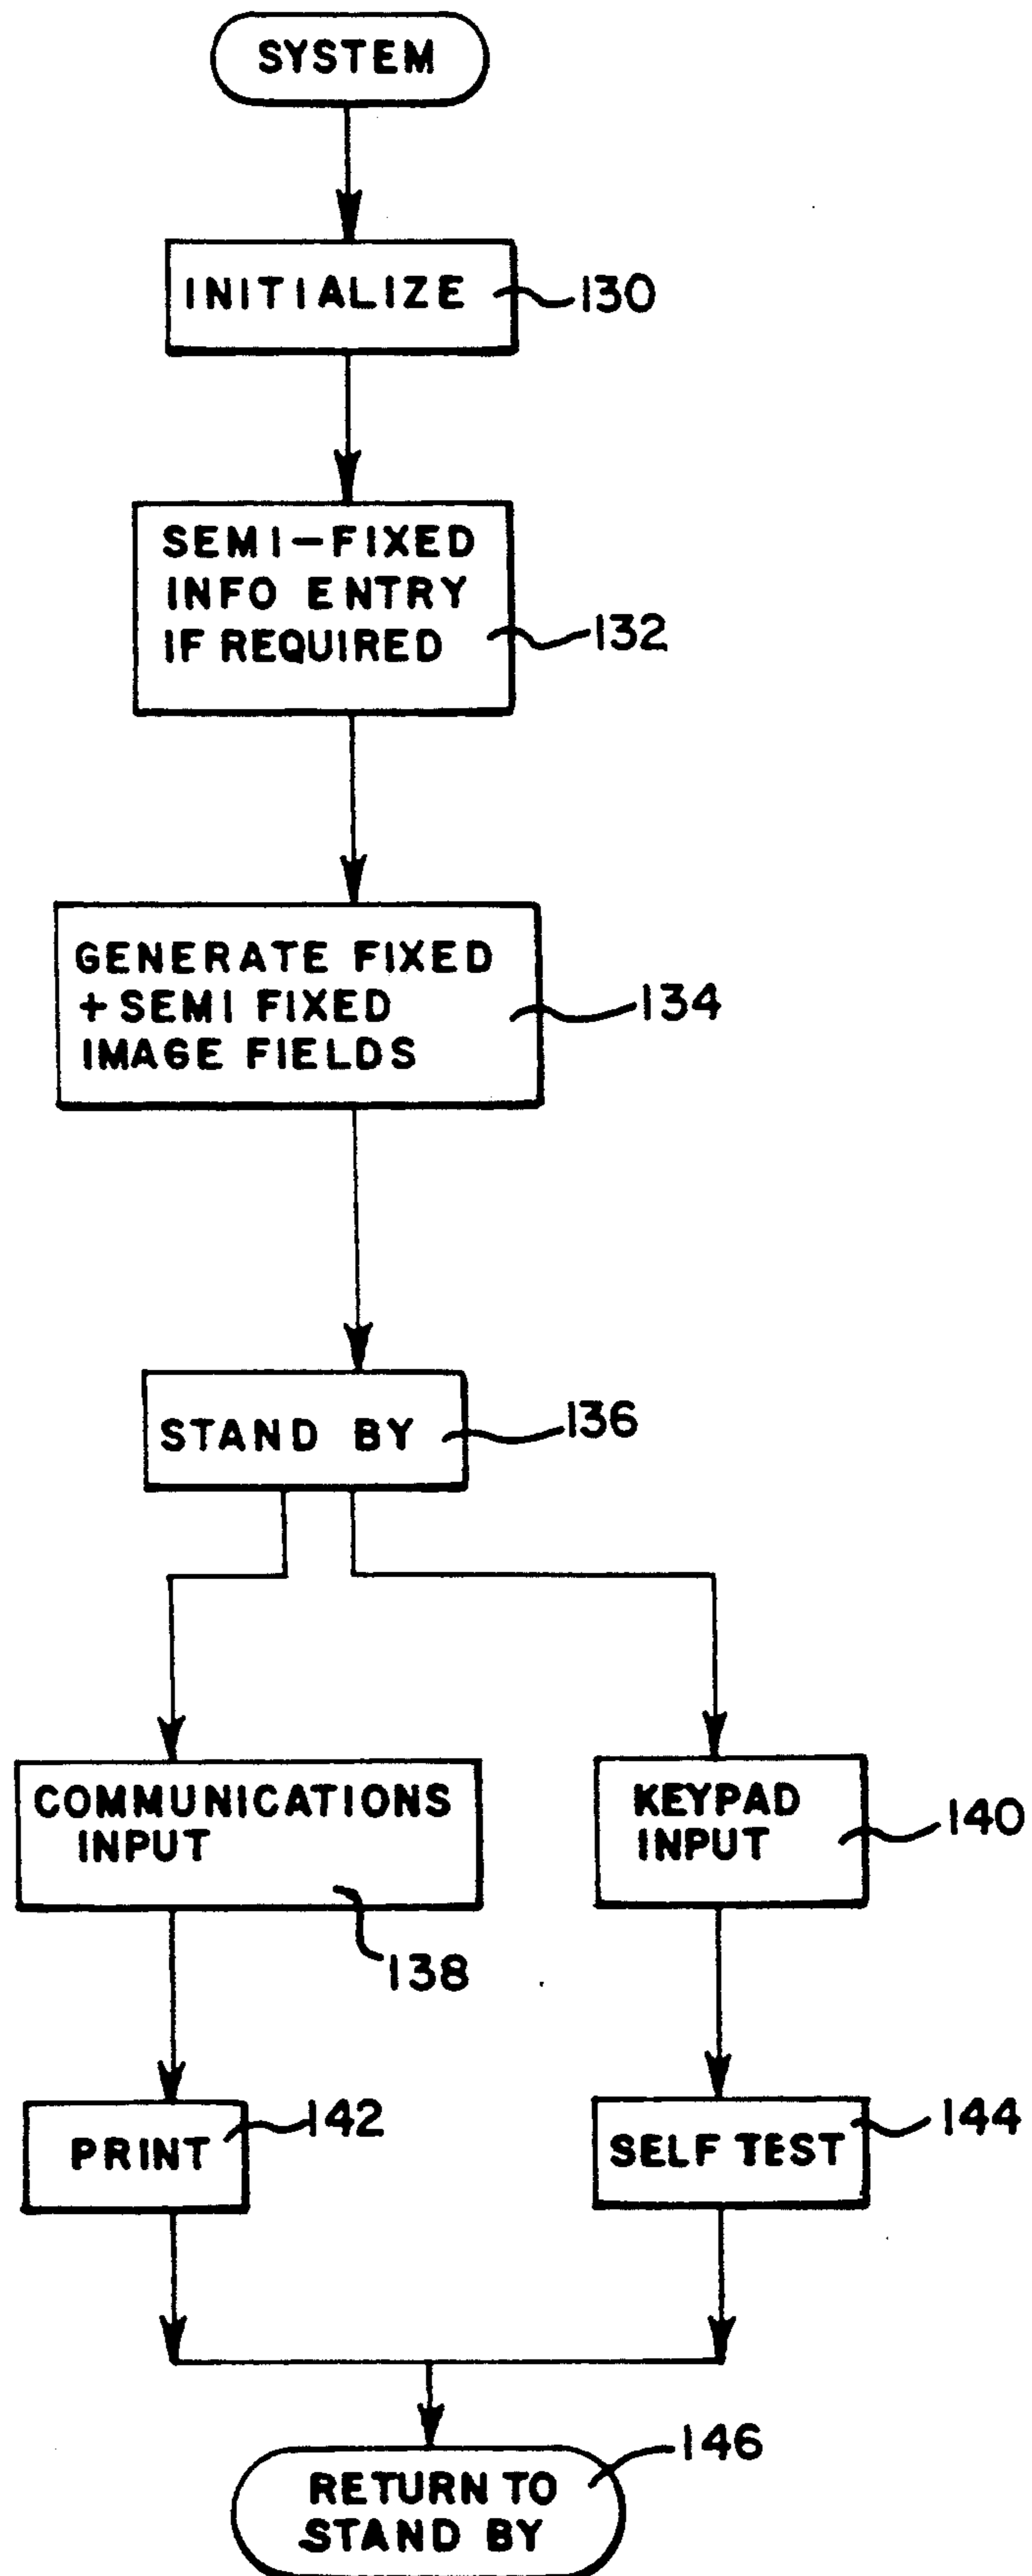 SYSTEM
INITIALIZE
130
SEMI-FIXED
INFO ENTRY
IF REQUIRED
132
GENERATE FIXED
+ SEMI FIXED
IMAGE FIELDS
134
STAND BY
136
COMMUNICATIONS
INPUT
138
KEYPAD
INPUT
140
PRINT
142
SELF TEST
144
RETURN TO
STAND BY
146